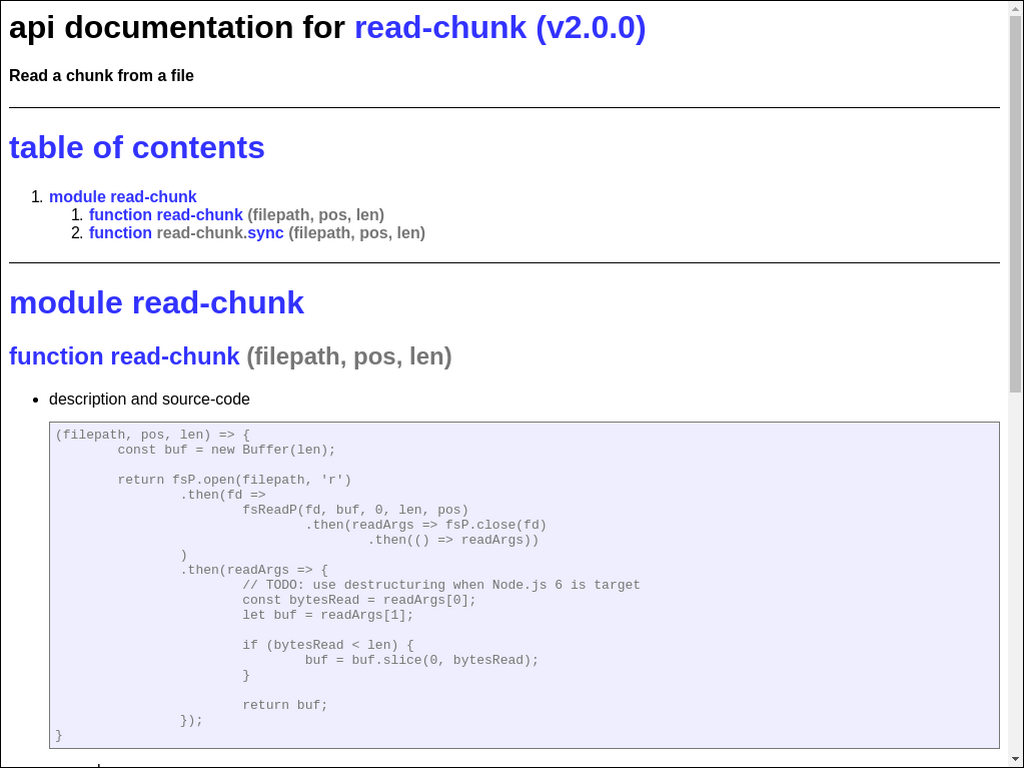 api documentation for read-chunk (v2.0.0)
Read a chunk from a file
table of contents
1. module read-chunk
1. function read-chunk (filepath, pos, len)
2. function read-chunk.sync (filepath, pos, len)
module read-chunk
function read-chunk (filepath, pos, len)
• description and source-code
(filepath, pos, len) => {
        const buf = new Buffer(len);
        return fsP.open(filepath, 'r')
                .then(fd =>
                        fsReadP(fd, buf, 0, len, pos)
                                .then(readArgs => fsP.close(fd)
                                        .then(() => readArgs))
                )
                .then(readArgs => {
                        // TODO: use destructuring when Node.js 6 is target
                        const bytesRead = readArgs[0];
                        let buf = readArgs[1];
                        if (bytesRead < len) {
                                buf = buf.slice(0, bytesRead);
                        }
                        return buf;
                });
}